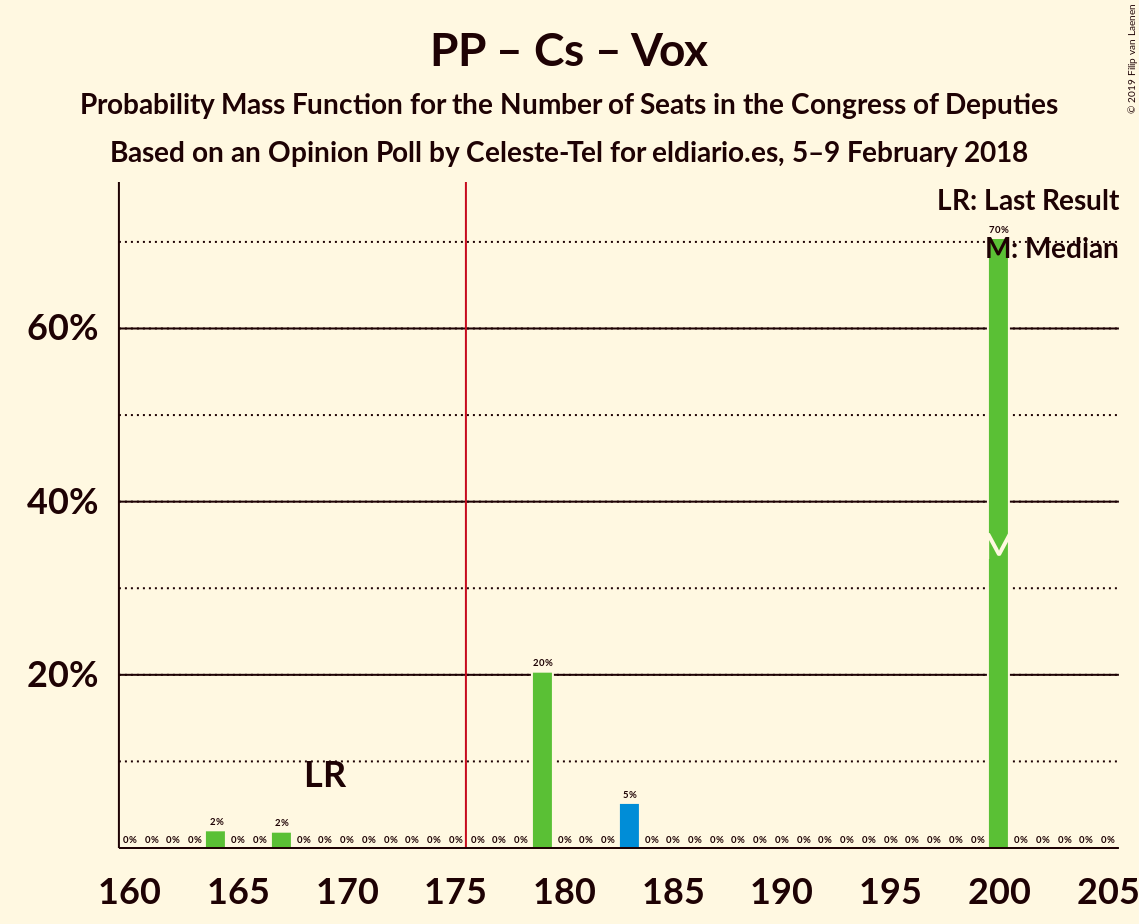 PP – Cs – Vox
Probability Mass Function for the Number of Seats in the Congress of Deputies
Based on an Opinion Poll by Celeste-Tel for eldiario.es, 5–9 February 2018
© 2019 Filip van Laenen
LR: Last Result
M: Median
70%
60%
40%
20%
20%
LR
5%
2%
2%
0% 0% 0% 0% 0% 0% 0% 0% 0% 0% 0% 0% 0% 0% 0% 0% 0% 0% 0% 0% 0% 0% 0% 0% 0% 0% 0% 0% 0% 0% 0% 0% 0% 0% 0% 0% 0% 0% 0% 0% 0%
160 165 170 175 180 185 190 195 200 205